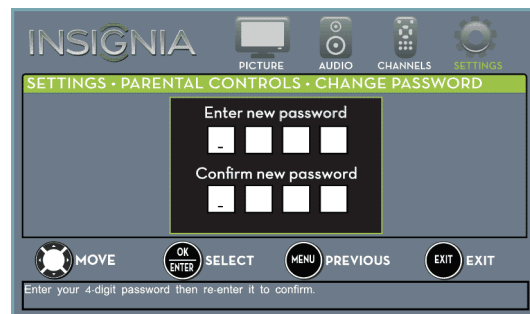 INSIGNIA
PICTURE AUDIO CHANNELS SETTINGS
SETTINGS · PARENTAL CONTROLS · CHANGE PASSWORD
Enter new password
Confirm new password
MOVE OK ENTER SELECT MENU PREVIOUS EXIT EXIT
Enter your 4-digit password then re-enter it to confirm.